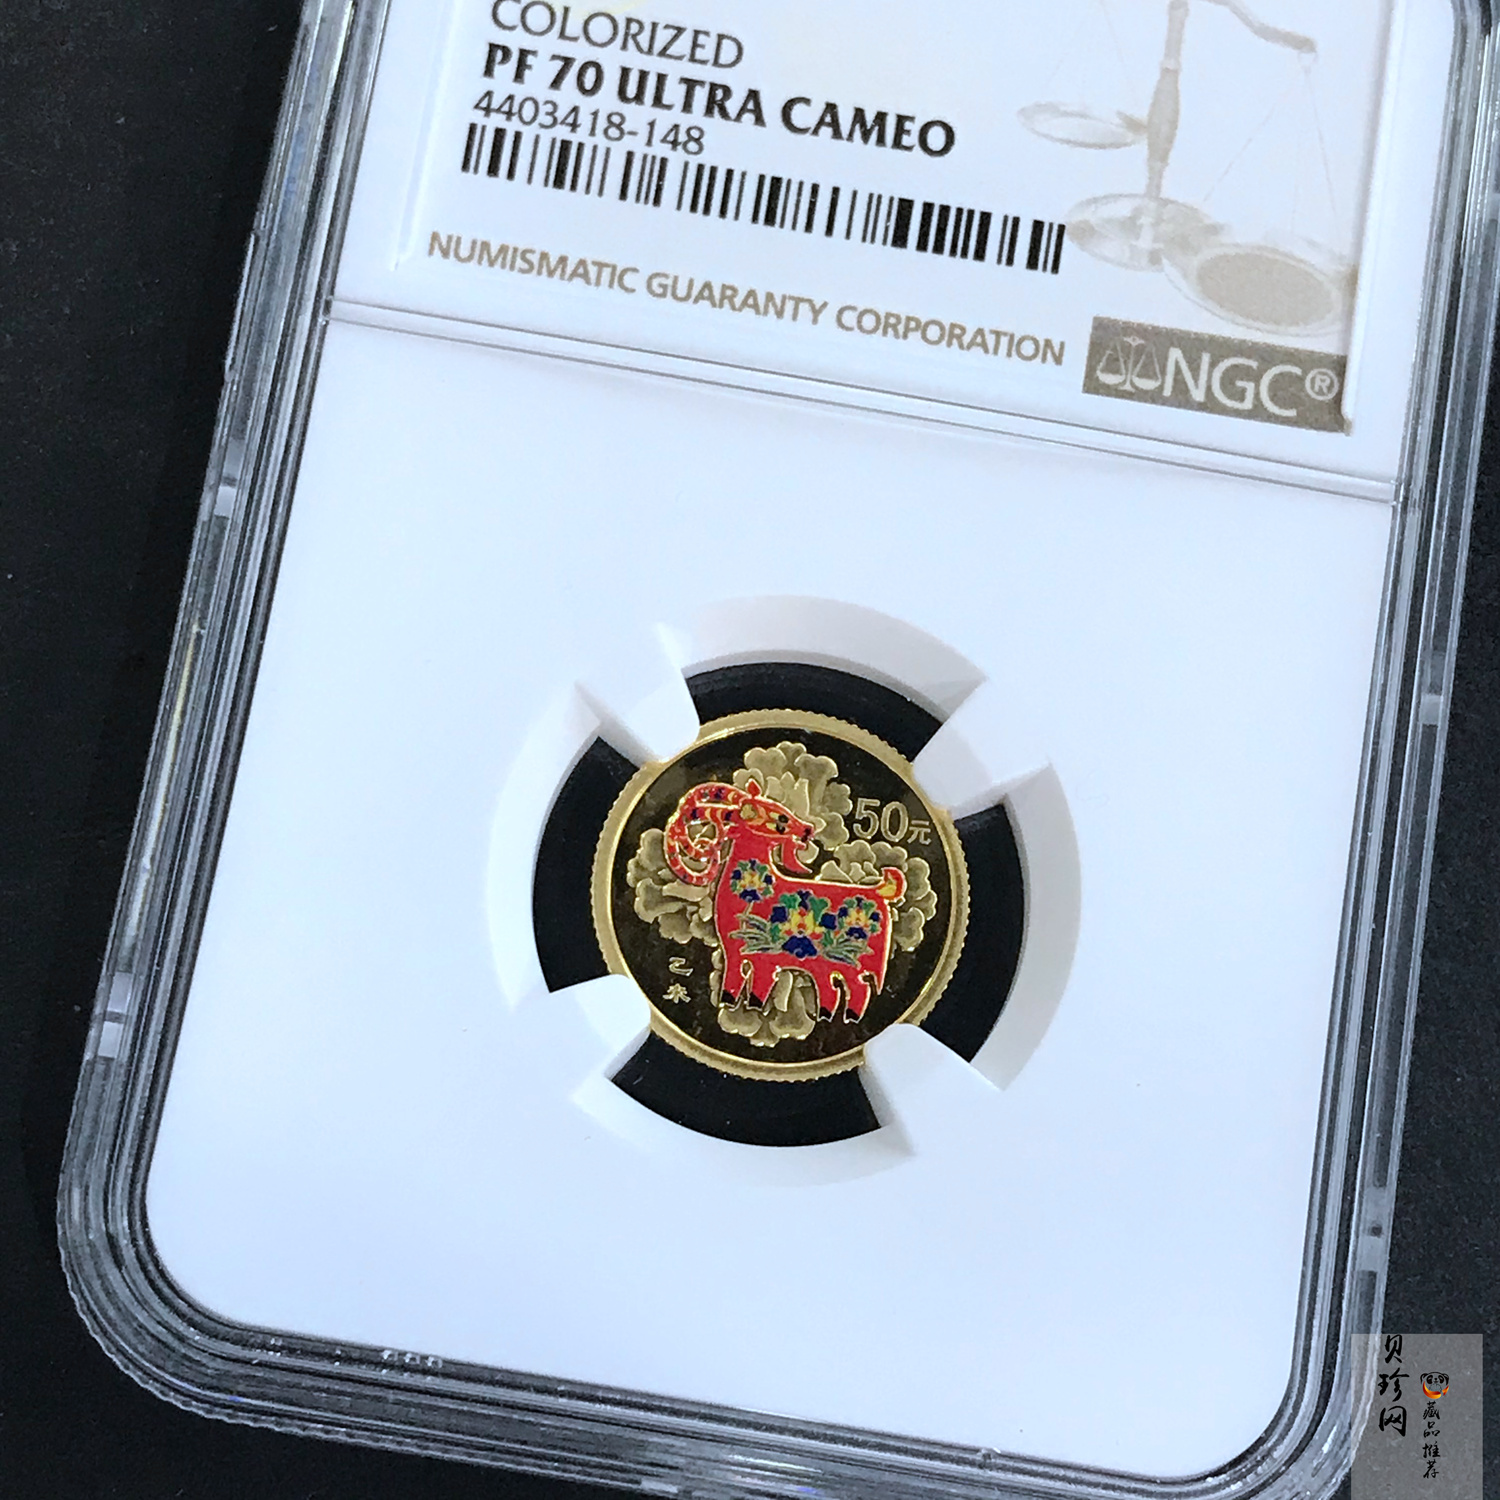 COLORIZED
PF 70 ULTRA CAMEO
4403418-148
NUMISMATIC GUARANTY CORPORATION
NGC®
50元
乙未
贝珍网
藏品推荐